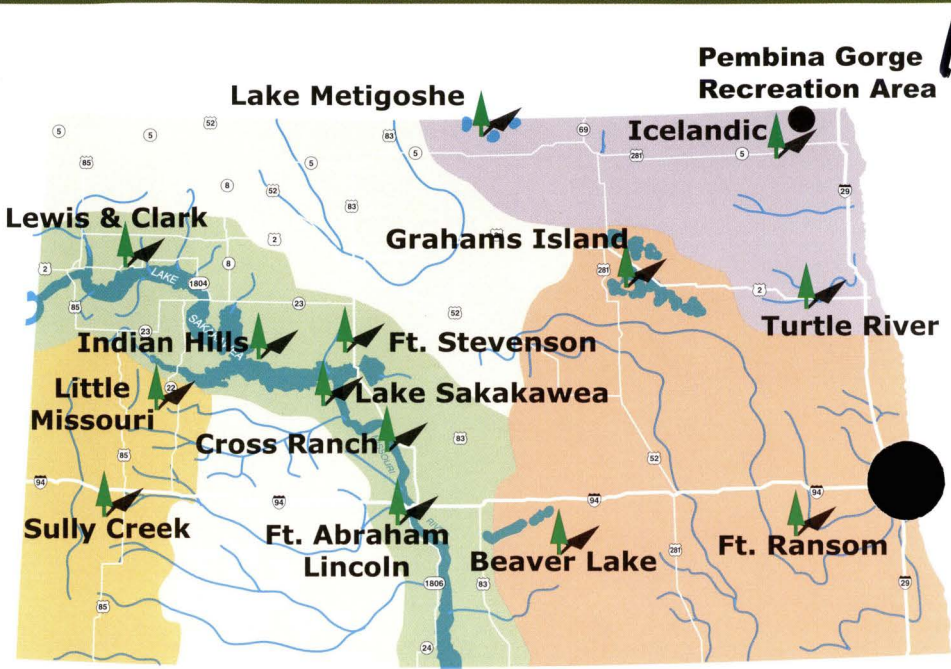 Pembina Gorge
Recreation Area
Lake Metigoshe
52
5
5
83
69
Icelandic
85
5
5
281
5
8
52
83
29
Lewis & Clark
2
Grahams Island
2
8
LAKE
1804
281
2
85
23
52
23
Turtle River
Indian Hills
Ft. Stevenson
Little
Missouri
22
Lake Sakakawea
Cross Ranch
83
85
52
94
94
94
94
Sully Creek
Ft. Abraham
Lincoln
RIVER
Beaver Lake
Ft. Ransom
281
1806
83
29
85
24